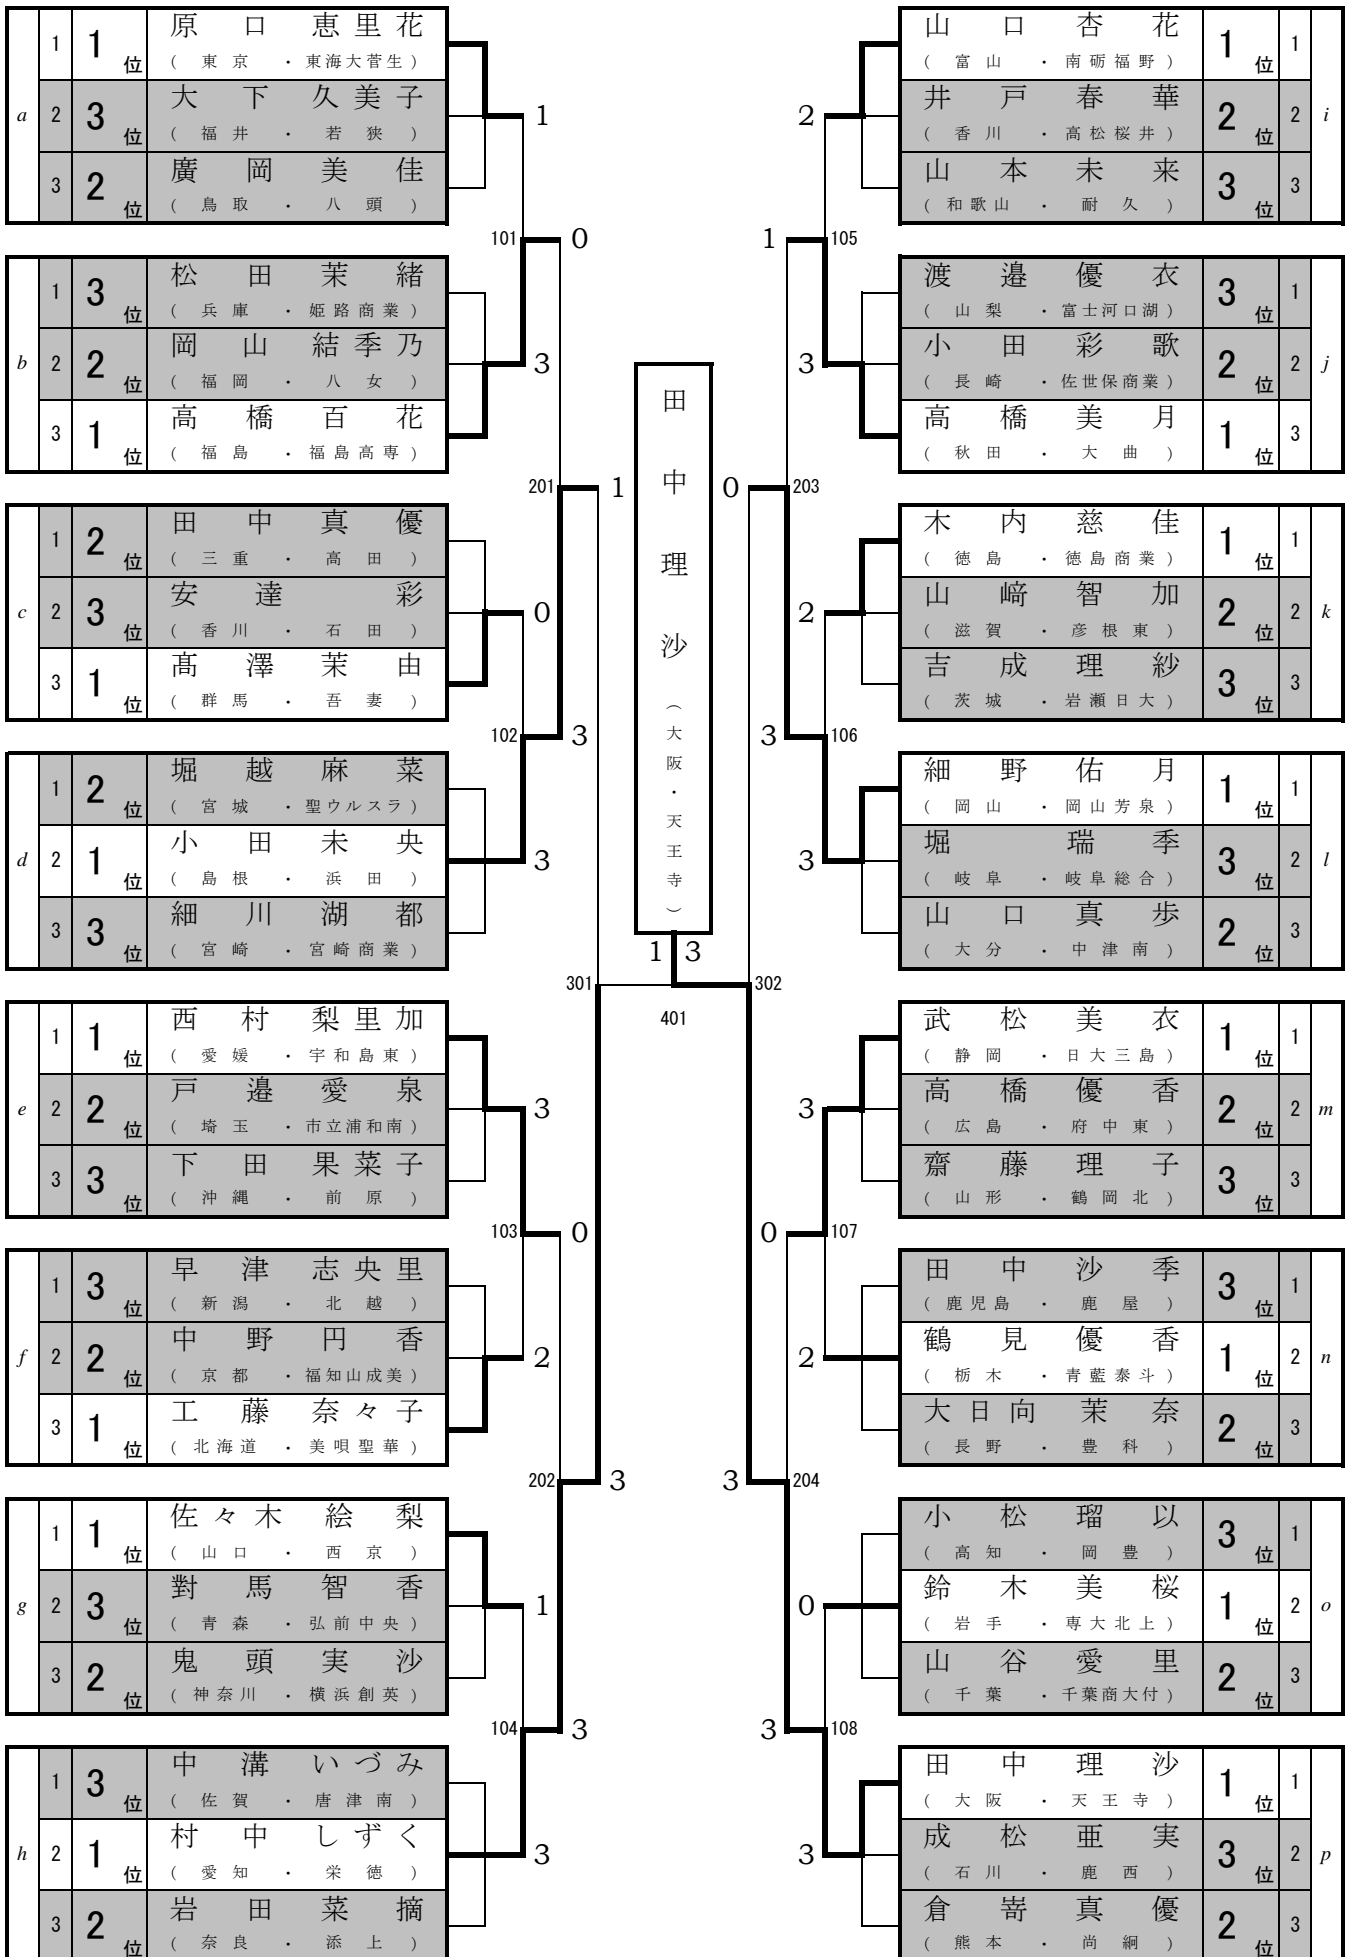 a
1 1位 原口恵里花
(東京・東海大菅生)
2 3位 大下久美子
(福井・若狭)
3 2位 廣岡美佳
(鳥取・八頭)
1
101 0
b
1 3位 松田茉緒
(兵庫・姫路商業)
2 2位 岡山結季乃
(福岡・八女)
3 1位 高橋百花
(福島・福島高専)
3
201 1
c
1 2位 田中真優
(三重・高田)
2 3位 安達彩
(香川・石田)
3 1位 髙澤茉由
(群馬・吾妻)
0
102 3
d
1 2位 堀越麻菜
(宮城・聖ウルスラ)
2 1位 小田未央
(島根・浜田)
3 3位 細川湖都
(宮崎・宮崎商業)
3
301
e
1 1位 西村梨里加
(愛媛・宇和島東)
2 2位 戸邉愛泉
(埼玉・市立浦和南)
3 3位 下田果菜子
(沖縄・前原)
3
103 0
f
1 3位 早津志央里
(新潟・北越)
2 2位 中野円香
(京都・福知山成美)
3 1位 工藤奈々子
(北海道・美唄聖華)
2
202 3
g
1 1位 佐々木絵梨
(山口・西京)
2 3位 對馬智香
(青森・弘前中央)
3 2位 鬼頭実沙
(神奈川・横浜創英)
1
104 3
h
1 3位 中溝いづみ
(佐賀・唐津南)
2 1位 村中しずく
(愛知・栄徳)
3 2位 岩田菜摘
(奈良・添上)
3
田中理沙(大阪・天王寺)
1 3
401
山口杏花 1位 1
(富山・南砺福野)
井戸春華 2位 2
(香川・高松桜井)
山本未来 3位 3
(和歌山・耐久)
i
2
1 105
渡邉優衣 3位 1
(山梨・富士河口湖)
小田彩歌 2位 2
(長崎・佐世保商業)
高橋美月 1位 3
(秋田・大曲)
j
3
0 203
木内慈佳 1位 1
(徳島・徳島商業)
山﨑智加 2位 2
(滋賀・彦根東)
吉成理紗 3位 3
(茨城・岩瀬日大)
k
2
3 106
細野佑月 1位 1
(岡山・岡山芳泉)
堀瑞季 3位 2
(岐阜・岐阜総合)
山口真歩 2位 3
(大分・中津南)
l
3
302
武松美衣 1位 1
(静岡・日大三島)
高橋優香 2位 2
(広島・府中東)
齋藤理子 3位 3
(山形・鶴岡北)
m
3
0 107
田中沙季 3位 1
(鹿児島・鹿屋)
鶴見優香 1位 2
(栃木・青藍泰斗)
大日向茉奈 2位 3
(長野・豊科)
n
2
3 204
小松瑠以 3位 1
(高知・岡豊)
鈴木美桜 1位 2
(岩手・専大北上)
山谷愛里 2位 3
(千葉・千葉商大付)
o
0
3 108
田中理沙 1位 1
(大阪・天王寺)
成松亜実 3位 2
(石川・鹿西)
倉嵜真優 2位 3
(熊本・尚絅)
p
3